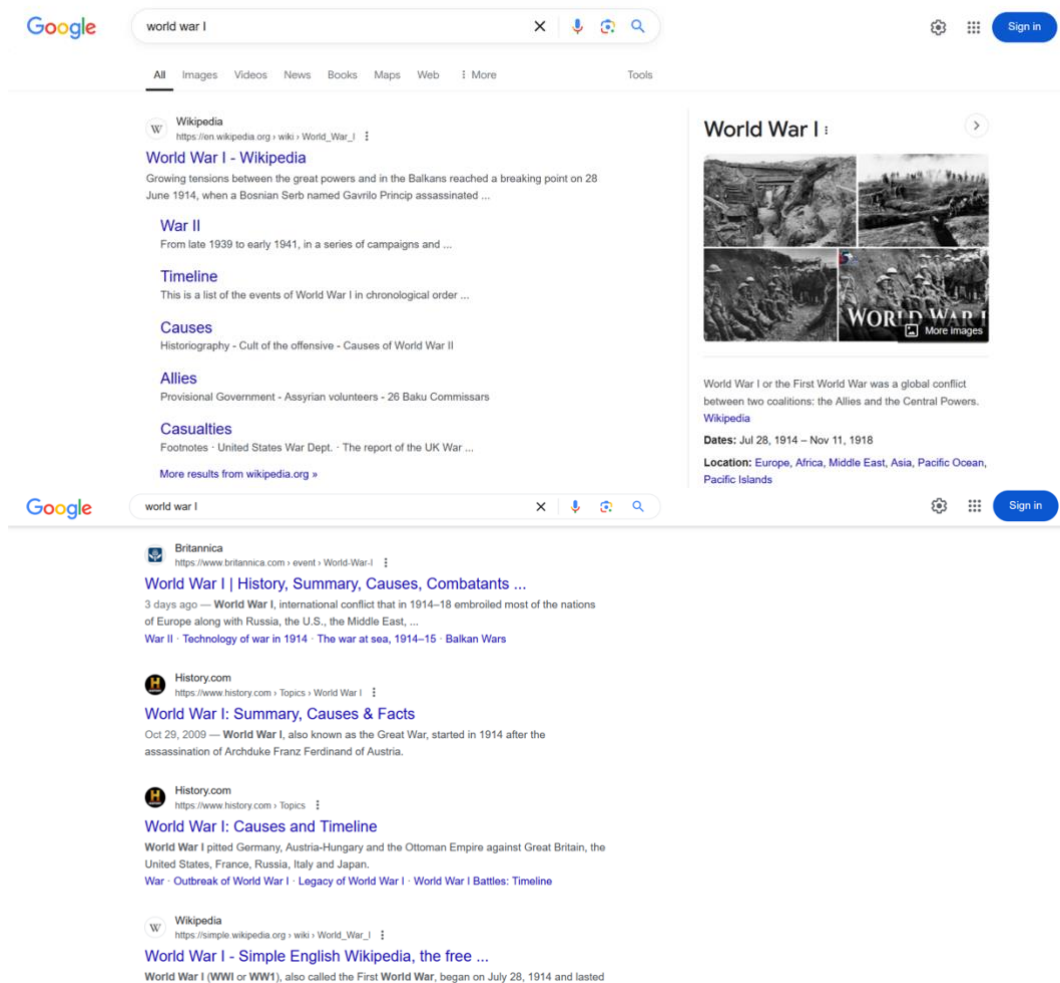 Google world war I Sign in
All Images Videos News Books Maps Web More Tools
Wikipedia
https://en.wikipedia.org › wiki › World_War_I
World War I - Wikipedia
Growing tensions between the great powers and in the Balkans reached a breaking point on 28
June 1914, when a Bosnian Serb named Gavrilo Princip assassinated ...
War II
From late 1939 to early 1941, in a series of campaigns and ...
Timeline
This is a list of the events of World War I in chronological order ...
Causes
Historiography - Cult of the offensive - Causes of World War II
Allies
Provisional Government - Assyrian volunteers - 26 Baku Commissars
Casualties
Footnotes · United States War Dept. · The report of the UK War ...
More results from wikipedia.org »
World War I
WORLD WAR I
More images
World War I or the First World War was a global conflict
between two coalitions: the Allies and the Central Powers.
Wikipedia
Dates: Jul 28, 1914 – Nov 11, 1918
Location: Europe, Africa, Middle East, Asia, Pacific Ocean,
Pacific Islands
Google world war I Sign in
Britannica
https://www.britannica.com › event › World-War-I
World War I | History, Summary, Causes, Combatants ...
3 days ago — World War I, international conflict that in 1914–18 embroiled most of the nations
of Europe along with Russia, the U.S., the Middle East, ...
War II · Technology of war in 1914 · The war at sea, 1914–15 · Balkan Wars
History.com
https://www.history.com › Topics › World War I
World War I: Summary, Causes & Facts
Oct 29, 2009 — World War I, also known as the Great War, started in 1914 after the
assassination of Archduke Franz Ferdinand of Austria.
History.com
https://www.history.com › Topics
World War I: Causes and Timeline
World War I pitted Germany, Austria-Hungary and the Ottoman Empire against Great Britain, the
United States, France, Russia, Italy and Japan.
War · Outbreak of World War I · Legacy of World War I · World War I Battles: Timeline
Wikipedia
https://simple.wikipedia.org › wiki › World_War_I
World War I - Simple English Wikipedia, the free ...
World War I (WWI or WW1), also called the First World War, began on July 28, 1914 and lasted